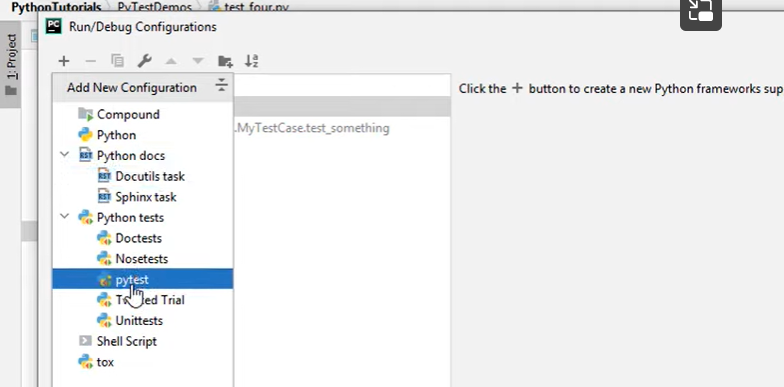 PythonTutorials PyTestDemos test_four.py
Run/Debug Configurations
1: Project
Add New Configuration
Click the + button to create a new Python frameworks sup
Compound
.MyTestCase.test_something
Python
Python docs
Docutils task
Sphinx task
Python tests
Doctests
Nosetests
pytest
Trial
Unittests
Shell Script
tox